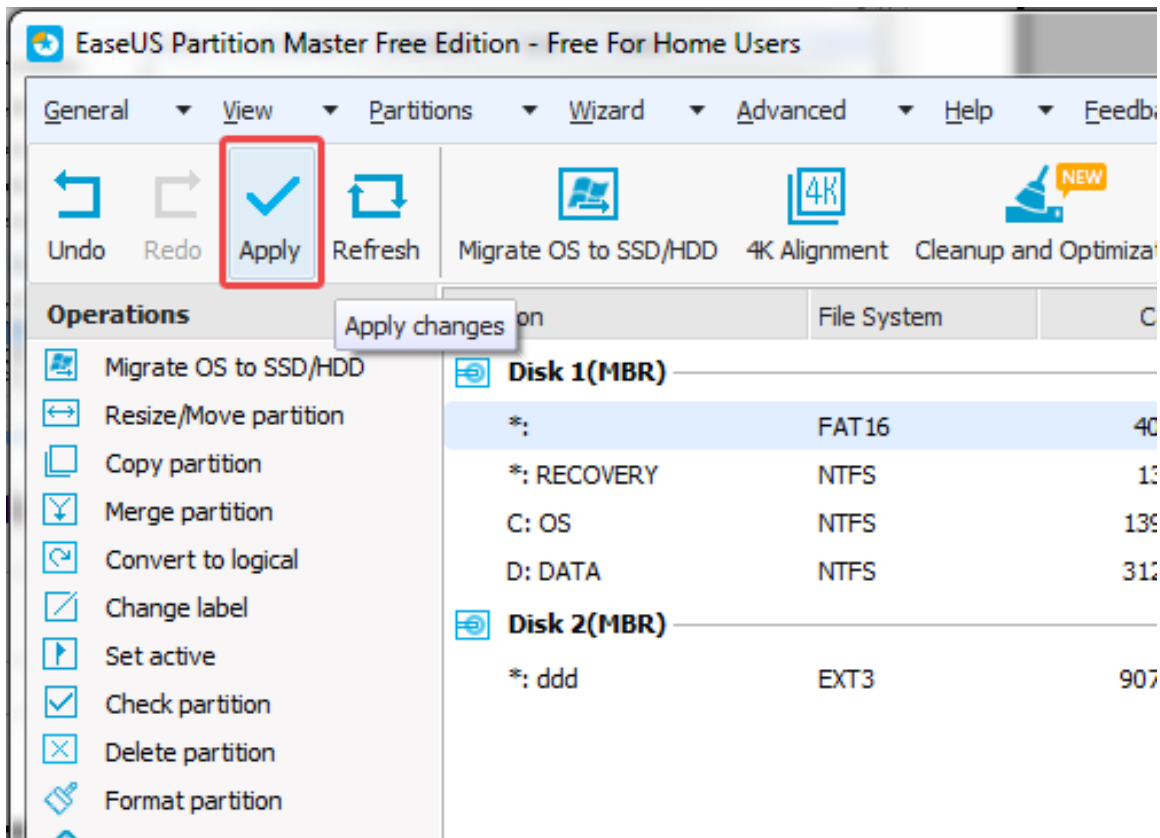 EaseUS Partition Master Free Edition - Free For Home Users
General View Partitions Wizard Advanced Help
Undo Redo Apply Refresh Migrate OS to SSD/HDD 4K 4K Alignment NEW Cleanup and
Operations Apply changes File System
Migrate OS to SSD/HDD Disk 1(MBR)
Resize/Move partition *: FAT16
Copy partition *: RECOVERY NTFS
Merge partition C: OS NTFS
Convert to logical D: DATA NTFS
Change label Disk 2(MBR)
Set active *: ddd EXT3
Check partition
Delete partition
Format partition